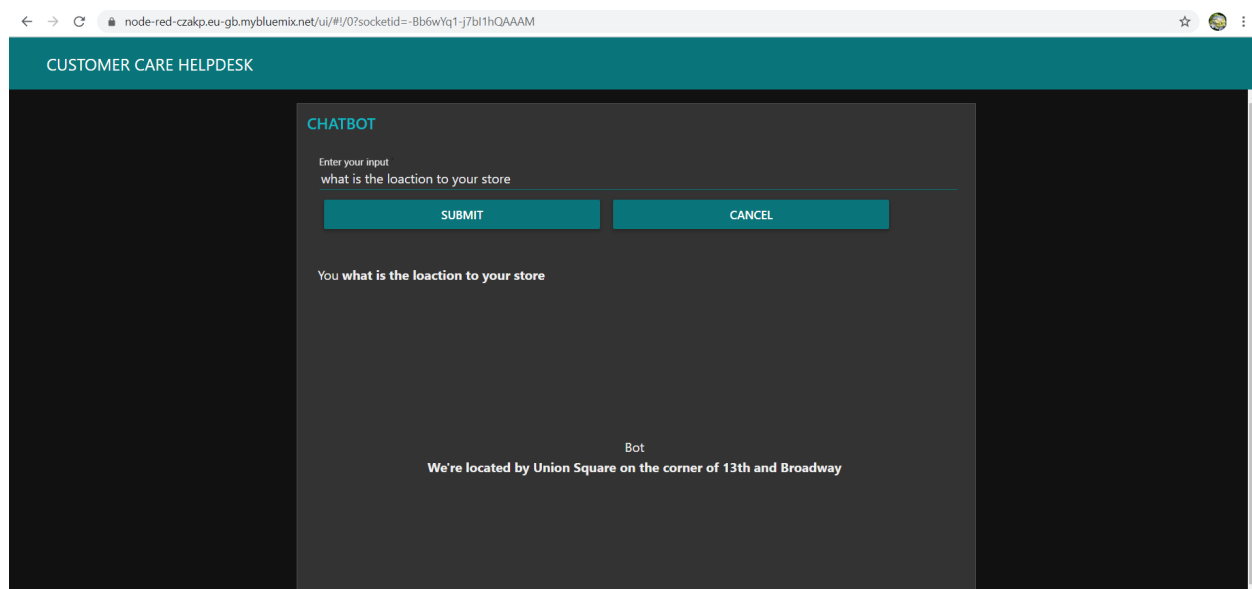 node-red-czakp.eu-gb.mybluemix.net/ui/#!/0?socketid=-Bb6wYq1-j7bI1hQAAAM
CUSTOMER CARE HELPDESK
CHATBOT
Enter your input
what is the loaction to your store
SUBMIT CANCEL
You what is the loaction to your store
Bot
We're located by Union Square on the corner of 13th and Broadway